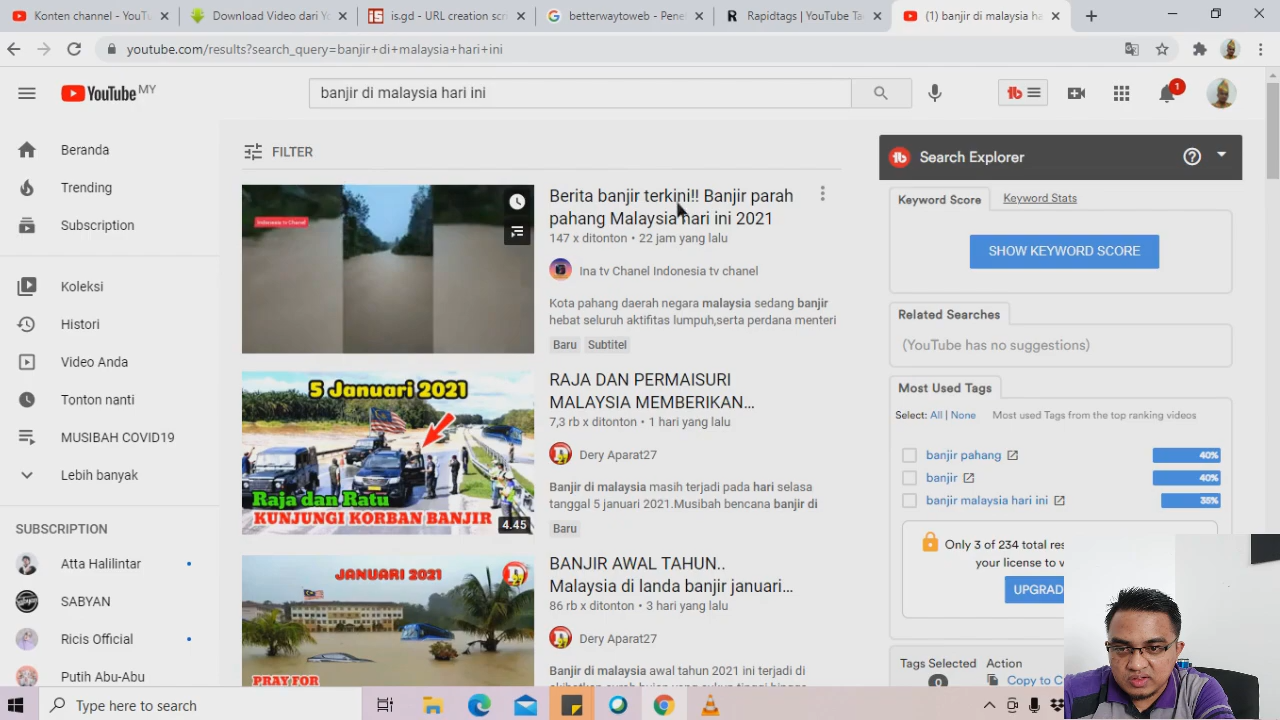 Konten channel - YouT
Download Video dari Yo
is.gd - URL creation scr
betterwaytoweb - Pene
Rapidtags | YouTube Ta
(1) banjir di malaysia ha
youtube.com/results?search_query=banjir+di+malaysia+hari+ini
YouTube MY
banjir di malaysia hari ini
1
Beranda
Trending
Subscription
Koleksi
Histori
Video Anda
Tonton nanti
MUSIBAH COVID19
Lebih banyak
SUBSCRIPTION
Atta Halilintar
SABYAN
Ricis Official
Putih Abu-Abu
FILTER
Indonesia tv Chanel
Berita banjir terkini!! Banjir parah
pahang Malaysia hari ini 2021
147 x ditonton • 22 jam yang lalu
Ina tv Chanel Indonesia tv chanel
Kota pahang daerah negara malaysia sedang banjir
hebat seluruh aktifitas lumpuh,serta perdana menteri
Baru Subtitel
5 Januari 2021
Raja dan Ratu
KUNJUNGI KORBAN BANJIR
4.45
RAJA DAN PERMAISURI
MALAYSIA MEMBERIKAN...
7,3 rb x ditonton • 1 hari yang lalu
Dery Aparat27
Banjir di malaysia masih terjadi pada hari selasa
tanggal 5 januari 2021.Musibah bencana banjir di
Baru
JANUARI 2021
PRAY FOR
BANJIR AWAL TAHUN..
Malaysia di landa banjir januari...
86 rb x ditonton • 3 hari yang lalu
Dery Aparat27
Banjir di malaysia awal tahun 2021 ini terjadi di
Search Explorer
Keyword Score Keyword Stats
SHOW KEYWORD SCORE
Related Searches
(YouTube has no suggestions)
Most Used Tags
Select: All | None Most used Tags from the top ranking videos
banjir pahang 40%
banjir 40%
banjir malaysia hari ini 35%
Only 3 of 234 total res
your license to v
UPGRAD
Tags Selected Action
0 Copy to C
Type here to search